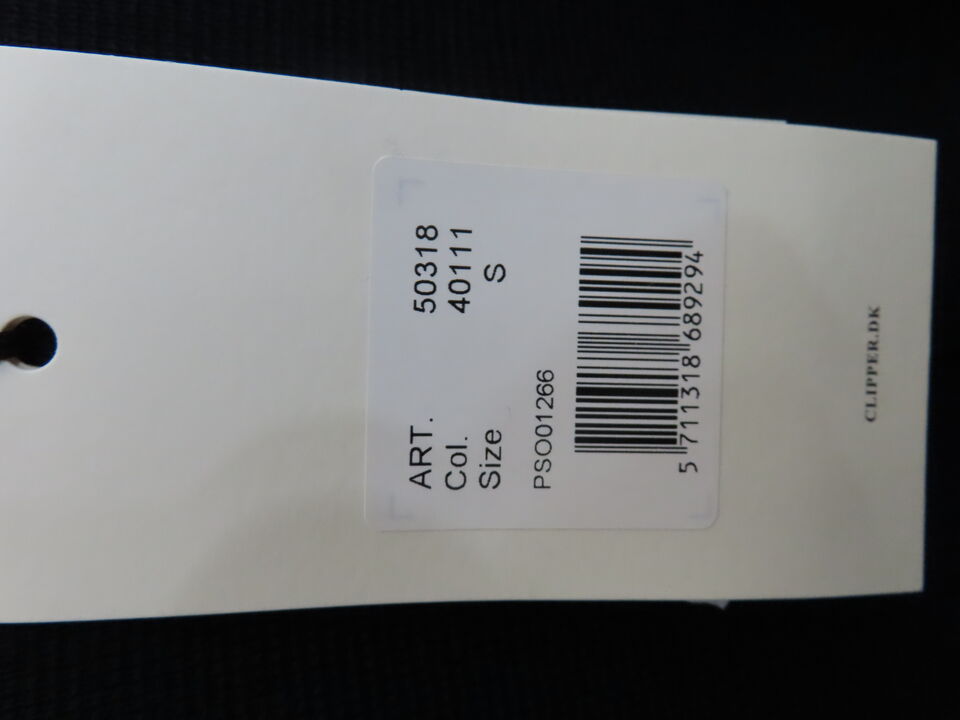 ART. 50318
Col. 40111
Size S
PSO01266
5 711318 689294
CLIPPER.DK